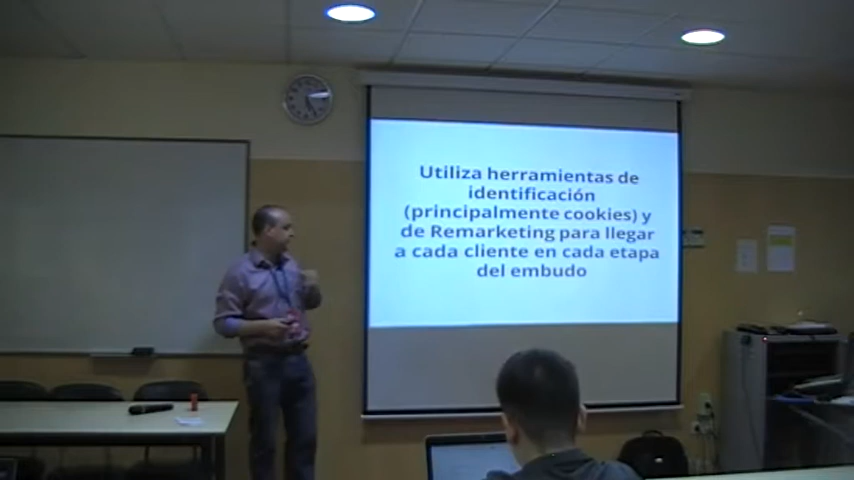 Utiliza herramientas de
identificación
(principalmente cookies) y
de Remarketing para llegar
a cada cliente en cada etapa
del embudo